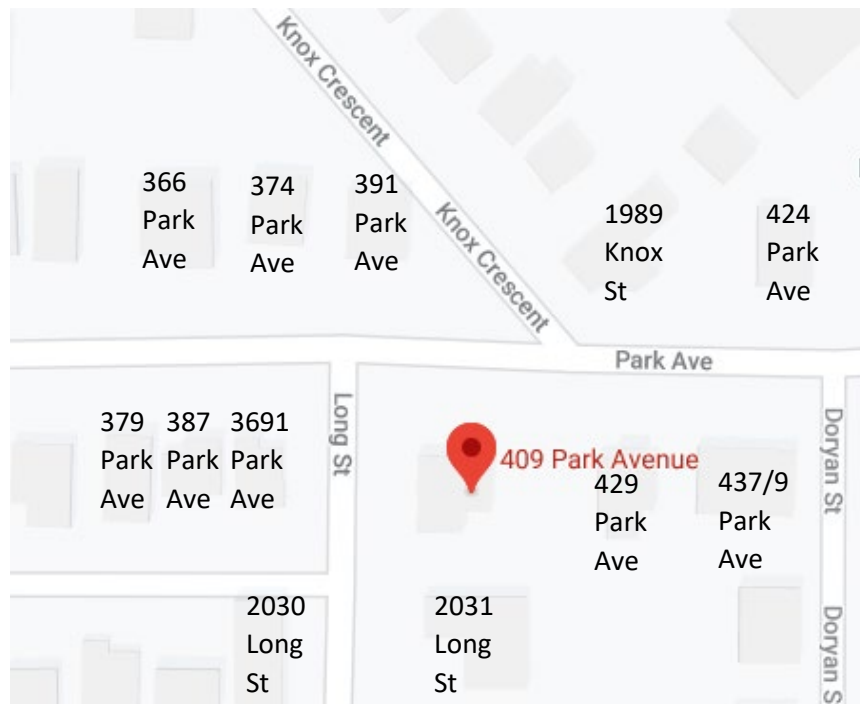 Knox Crescent
366
Park
Ave
374
Park
Ave
391
Park
Ave
Knox Crescent
1989
Knox
St
424
Park
Ave
Park Ave
379
Park
Ave
387
Park
Ave
3691
Park
Ave
Long St
409 Park Avenue
429
Park
Ave
437/9
Park
Ave
Doryan St
2030
Long
St
2031
Long
St
Doryan S